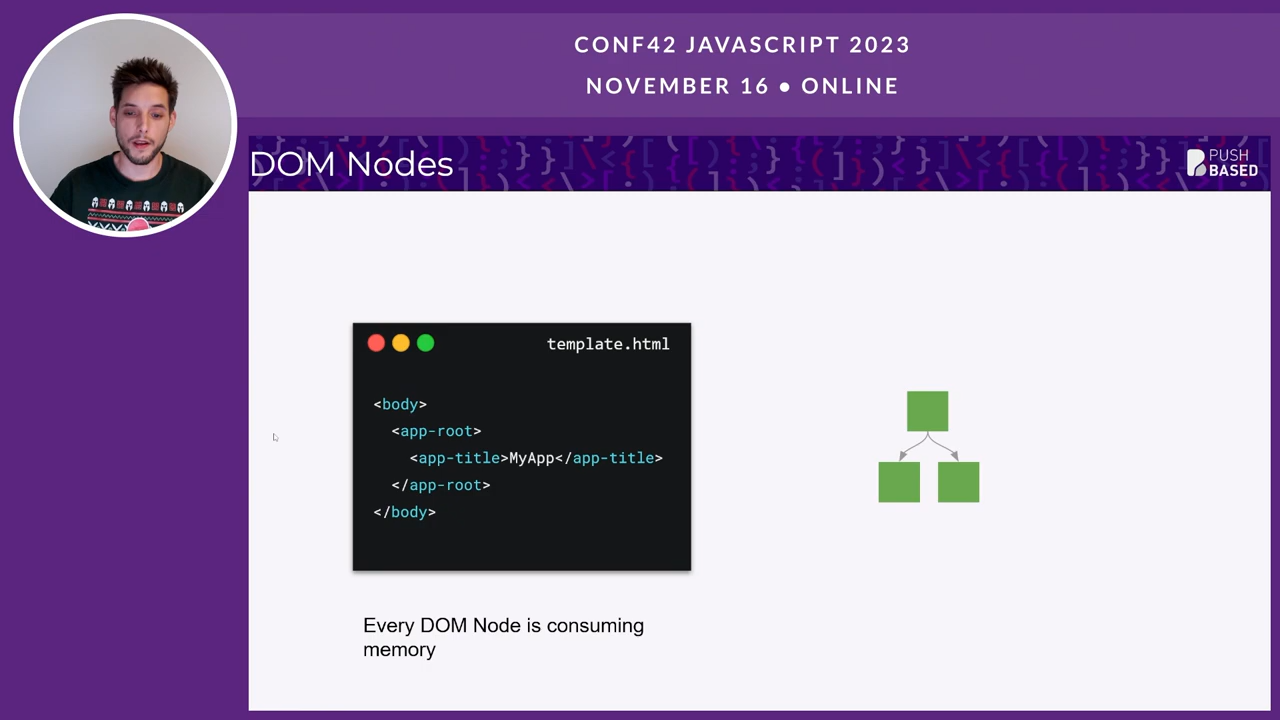 CONF42 JAVASCRIPT 2023
NOVEMBER 16 • ONLINE
DOM Nodes
PUSH
BASED
template.html
<body>
<app-root>
<app-title>MyApp</app-title>
</app-root>
</body>
Every DOM Node is consuming
memory